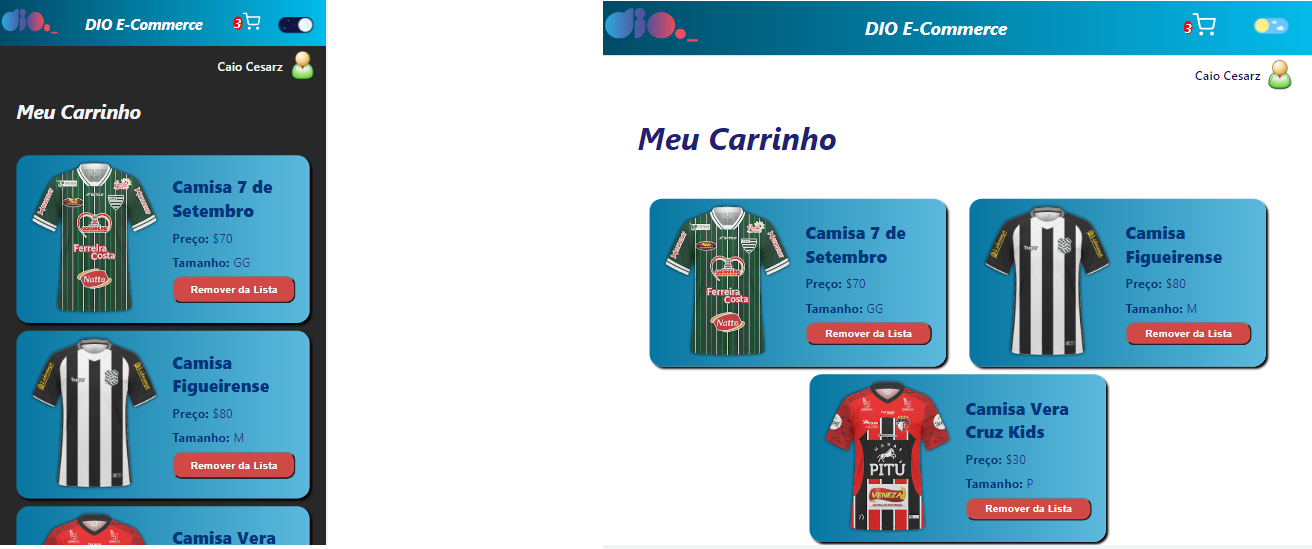 dio._
DIO E-Commerce
3
Caio Cesarz
Meu Carrinho
Ferreira
Costa
Natto
Camisa 7 de
Setembro
Preço: $70
Tamanho: GG
Remover da Lista
Camisa
Figueirense
Preço: $80
Tamanho: M
Remover da Lista
Camisa Vera
dio._
DIO E-Commerce
3
Caio Cesarz
Meu Carrinho
Ferreira
Costa
Natto
Camisa 7 de
Setembro
Preço: $70
Tamanho: GG
Remover da Lista
Camisa
Figueirense
Preço: $80
Tamanho: M
Remover da Lista
PITÚ
VENEZA
Camisa Vera
Cruz Kids
Preço: $30
Tamanho: P
Remover da Lista